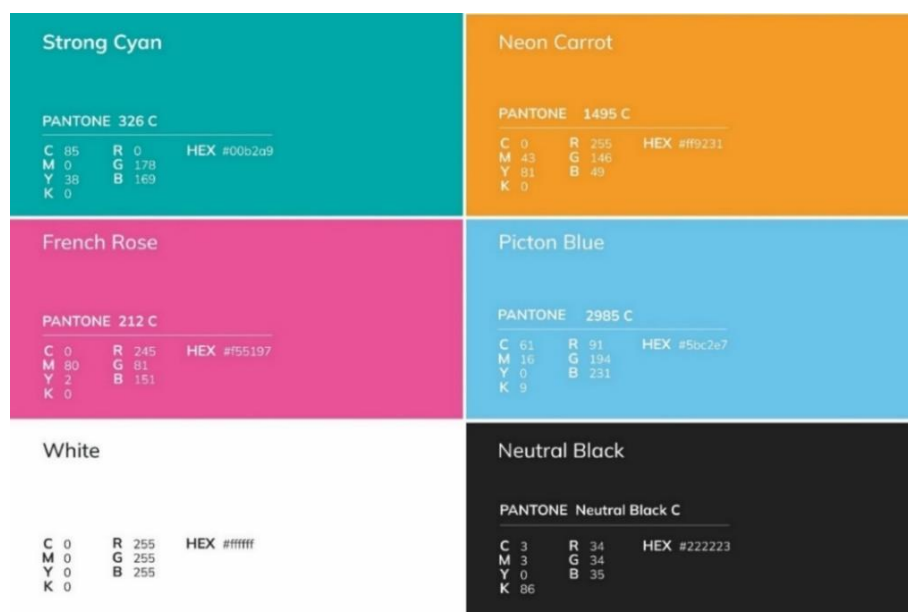 Strong Cyan
PANTONE 326 C
C 85 R 0 HEX #00b2a9
M 0 G 178
Y 38 B 169
K 0
Neon Carrot
PANTONE 1495 C
C 0 R 255 HEX #ff9231
M 43 G 146
Y 81 B 49
K 0
French Rose
PANTONE 212 C
C 0 R 245 HEX #f55197
M 80 G 81
Y 2 B 151
K 0
Picton Blue
PANTONE 2985 C
C 61 R 91 HEX #5bc2e7
M 16 G 194
Y 0 B 231
K 9
White
C 0 R 255 HEX #ffffff
M 0 G 255
Y 0 B 255
K 0
Neutral Black
PANTONE Neutral Black C
C 3 R 34 HEX #222223
M 3 G 34
Y 0 B 35
K 86